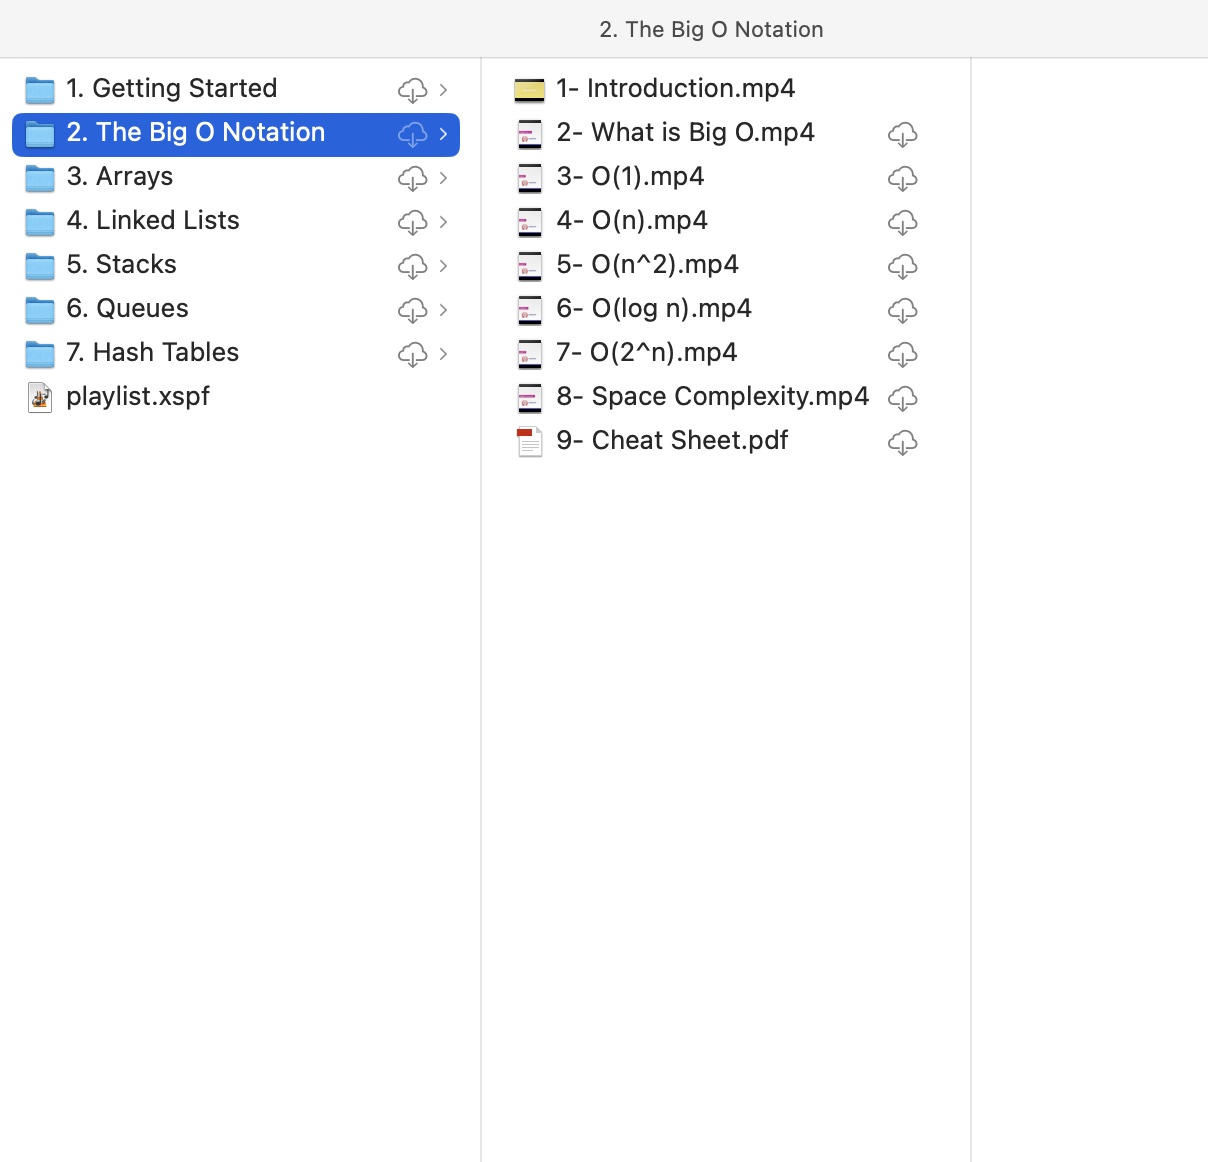 2. The Big O Notation
1. Getting Started
2. The Big O Notation
3. Arrays
4. Linked Lists
5. Stacks
6. Queues
7. Hash Tables
playlist.xspf
1- Introduction.mp4
2- What is Big O.mp4
3- O(1).mp4
4- O(n).mp4
5- O(n^2).mp4
6- O(log n).mp4
7- O(2^n).mp4
8- Space Complexity.mp4
9- Cheat Sheet.pdf